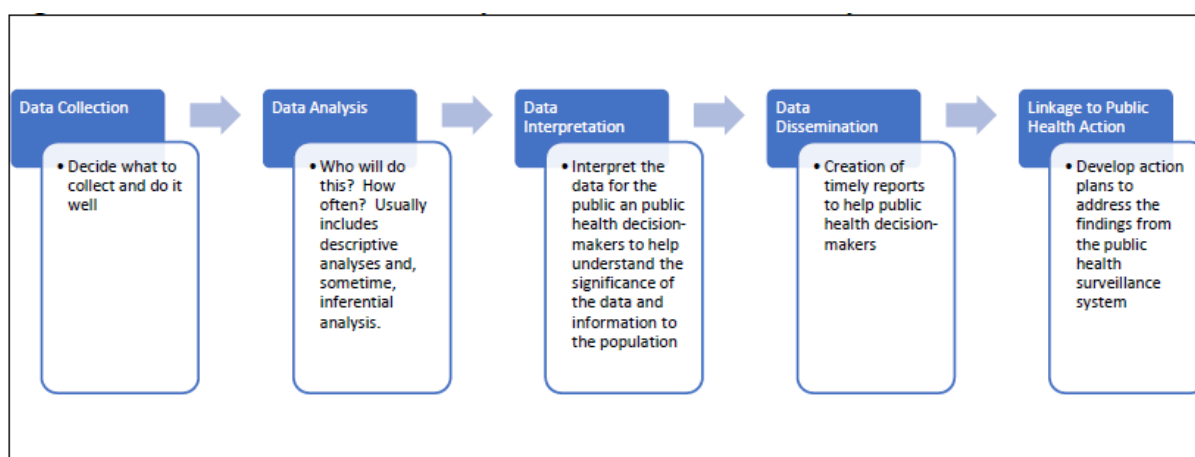 Data Collection
• Decide what to
collect and do it
well
Data Analysis
• Who will do
this? How
often? Usually
includes
descriptive
analyses and,
sometime,
inferential
analysis.
Data
Interpretation
• Interpret the
data for the
public an public
health decision-
makers to help
understand the
significance of
the data and
information to
the population
Data
Dissemination
• Creation of
timely reports
to help public
health decision-
makers
Linkage to Public
Health Action
• Develop action
plans to
address the
findings from
the public
health
surveillance
system